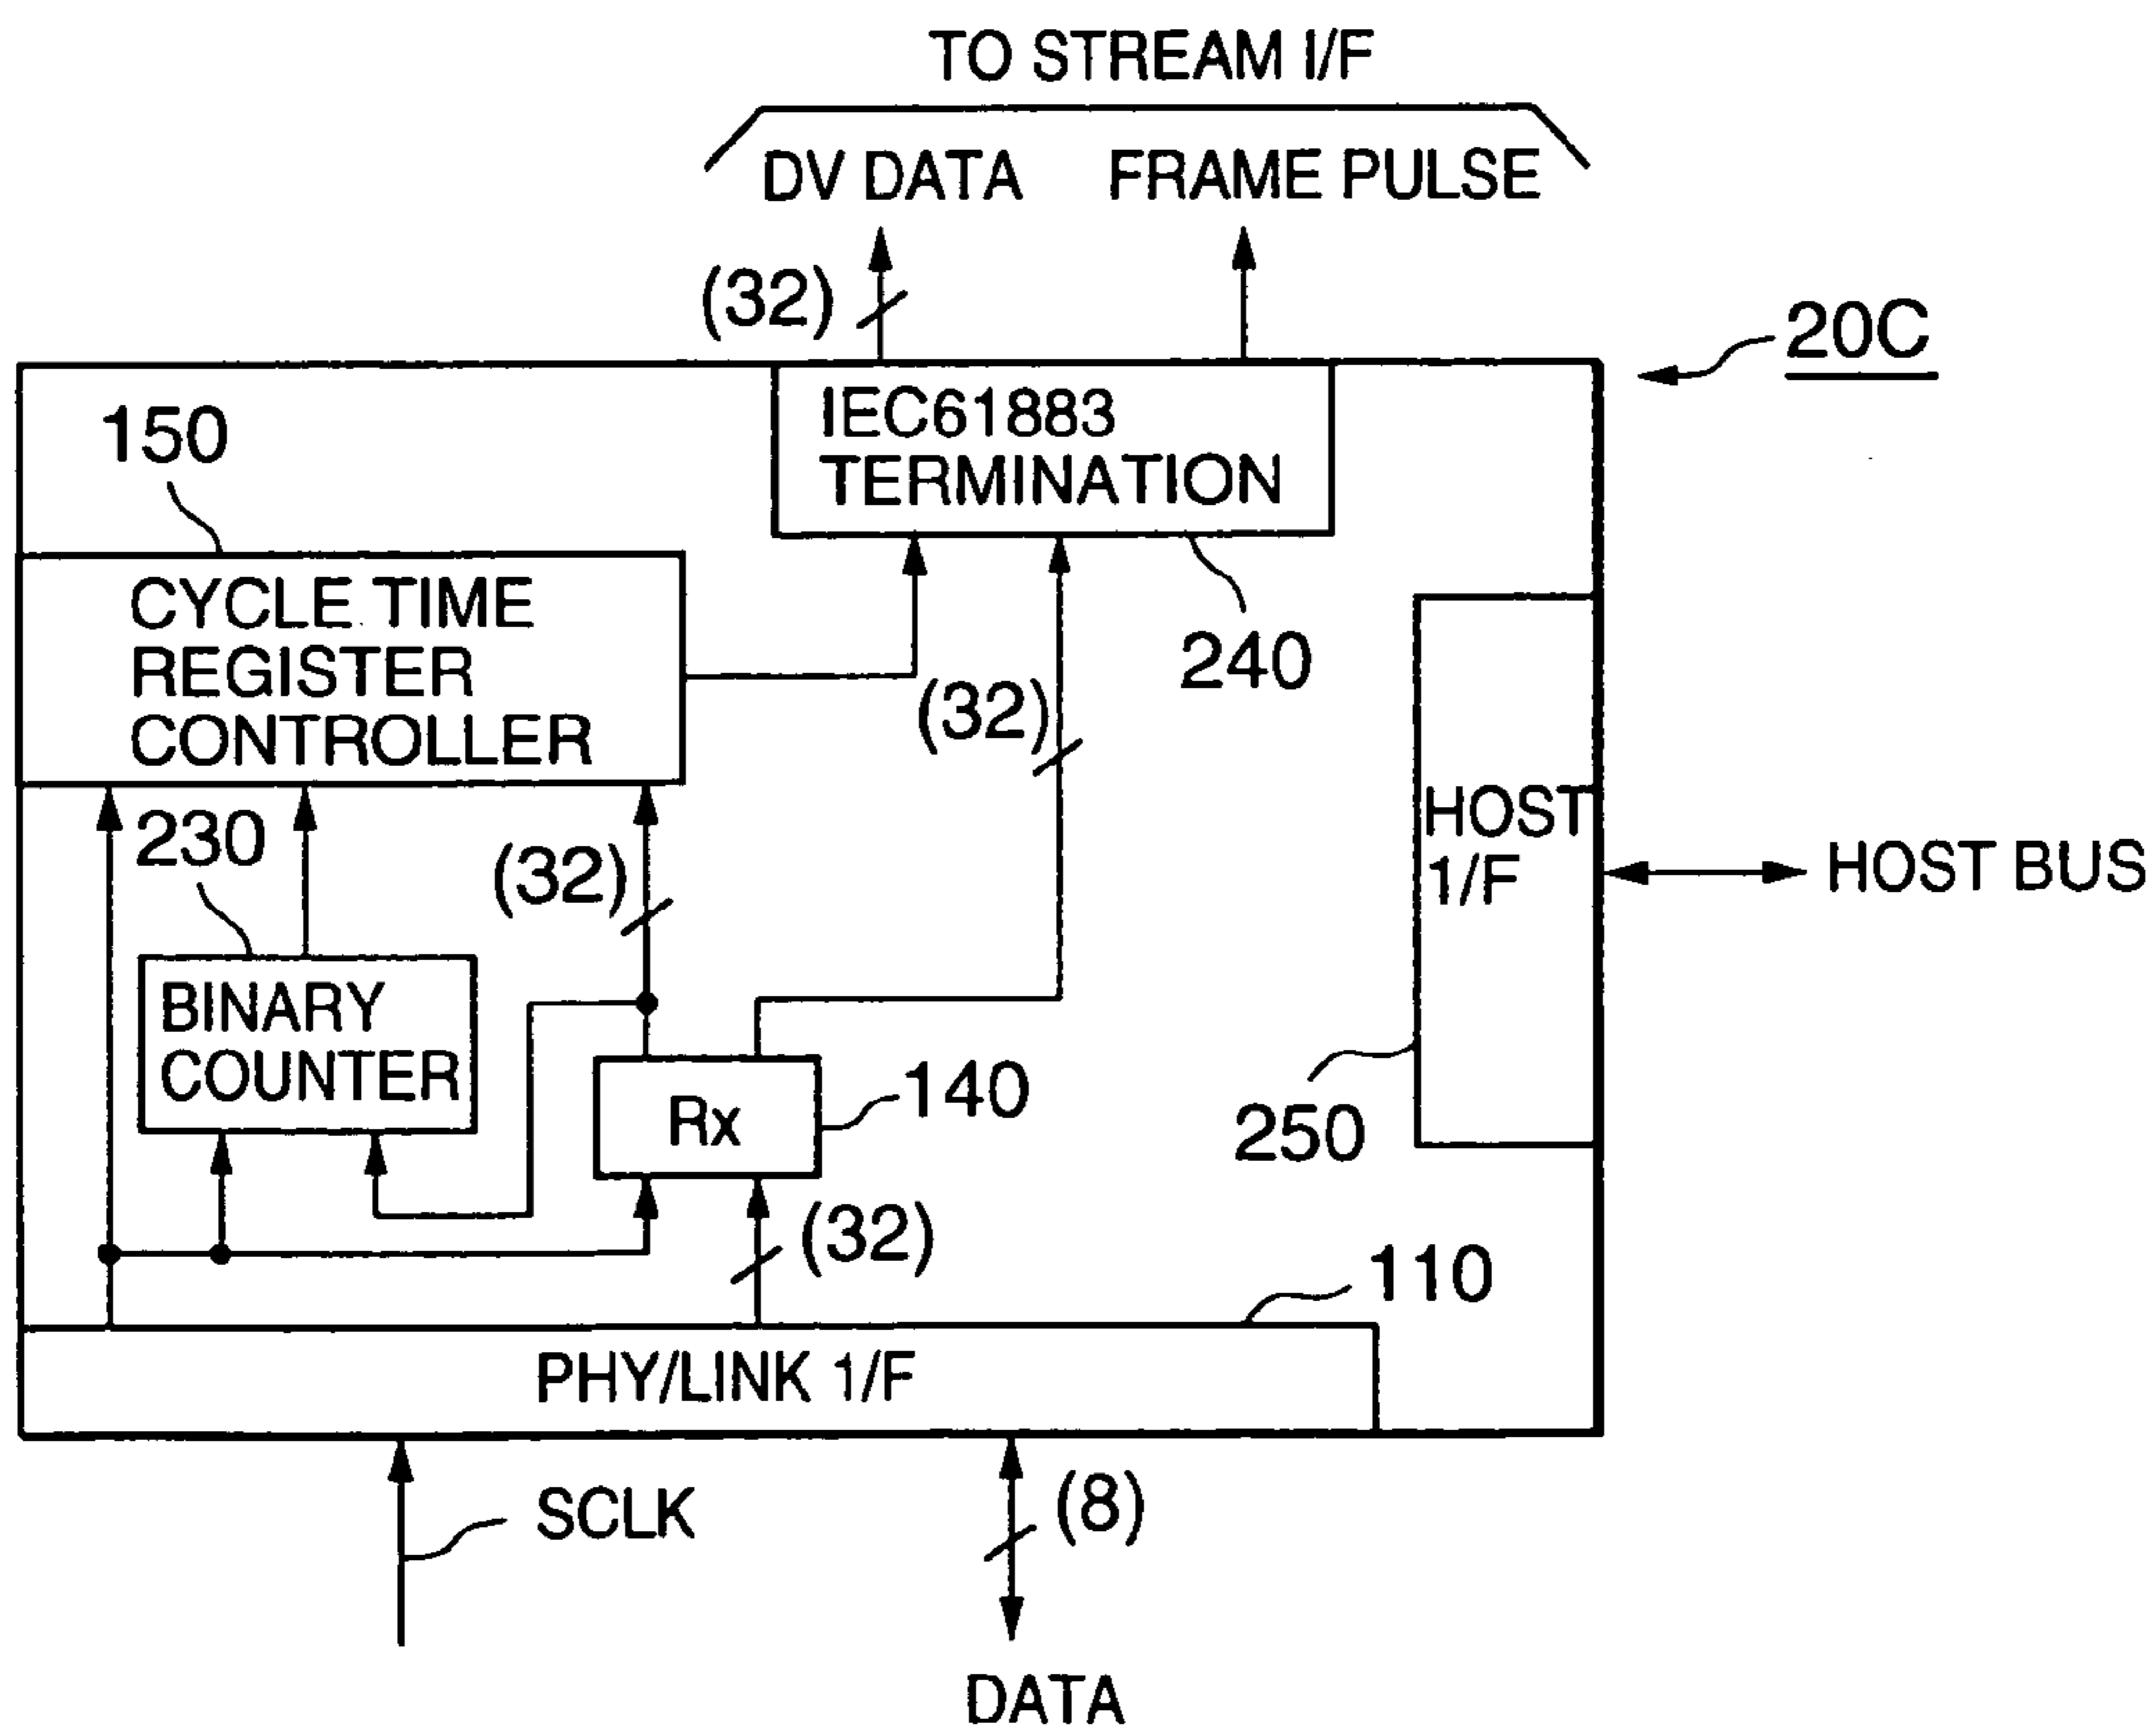 TO STREAM I/F
DV DATA
FRAME PULSE
(32)
20C
IEC61883
TERMINATION
150
CYCLE TIME
REGISTER
CONTROLLER
240
(32)
230
(32)
HOST
1/F
HOST BUS
BINARY
COUNTER
Rx
140
250
(32)
110
PHY/LINK 1/F
SCLK
(8)
DATA